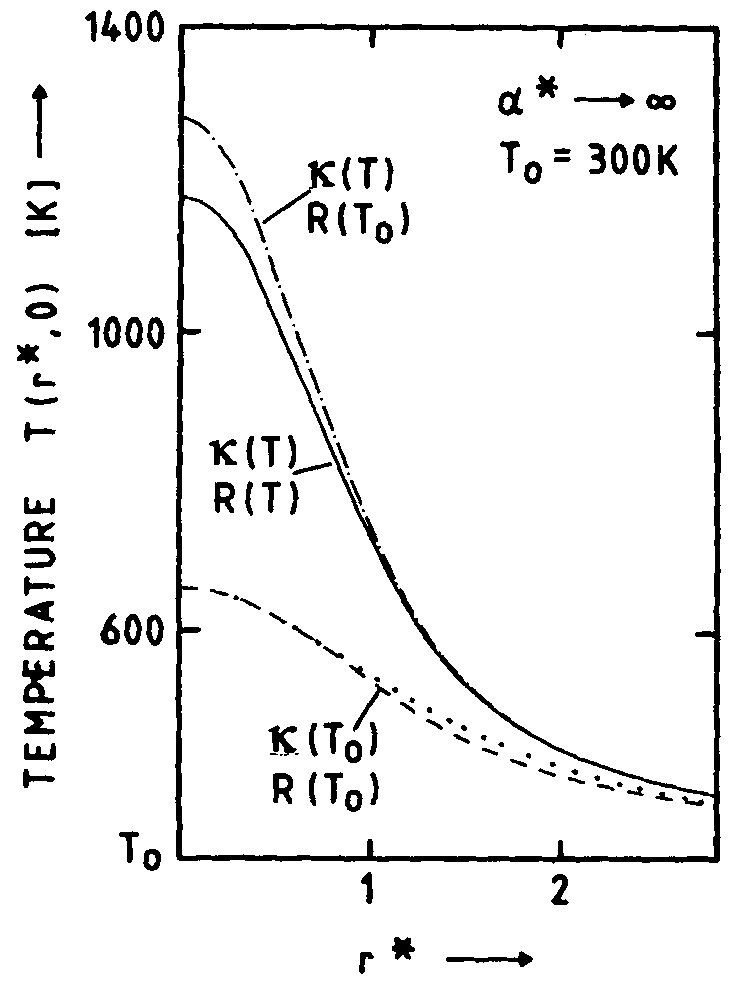 1400
α* → ∞
T₀ = 300K
κ(T)
R(T₀)
1000
κ(T)
R(T)
600
κ(T₀)
R(T₀)
T₀
1
2
r* →
TEMPERATURE T(r*,0) [K] →